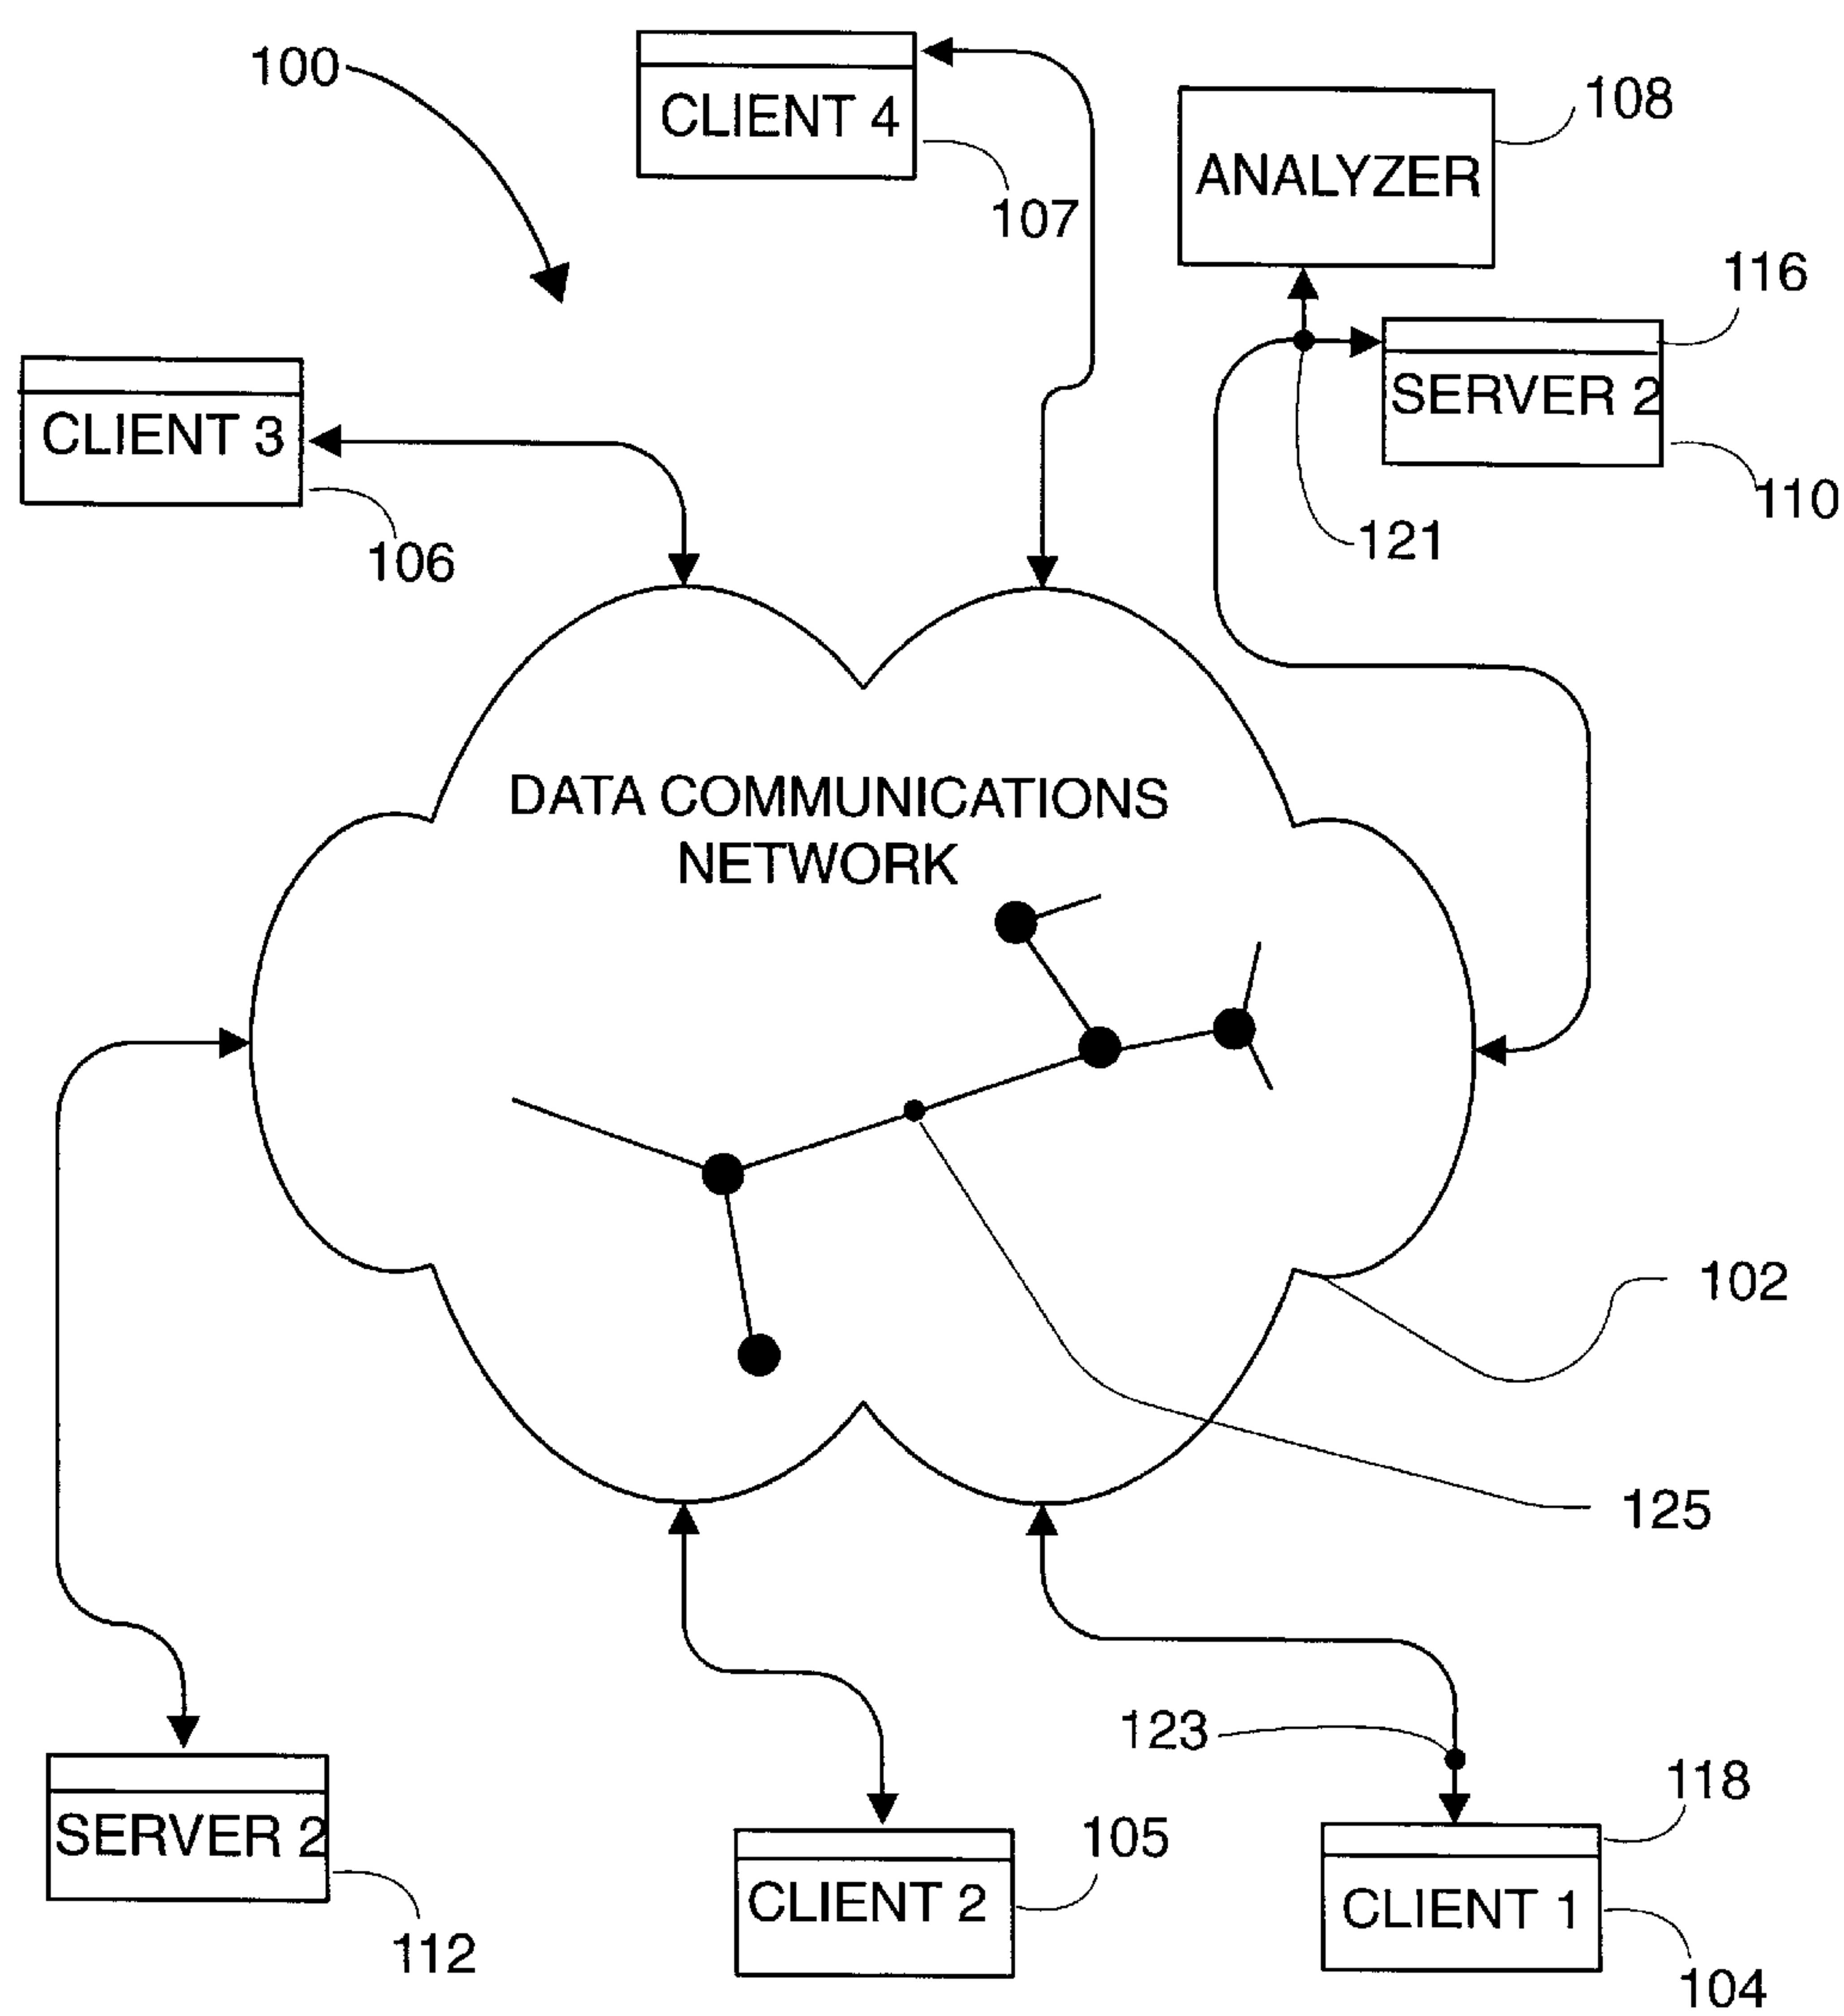 100
CLIENT 4
107
ANALYZER
108
116
SERVER 2
110
121
CLIENT 3
106
DATA COMMUNICATIONS
NETWORK
102
125
123
118
SERVER 2
112
CLIENT 2
105
CLIENT 1
104